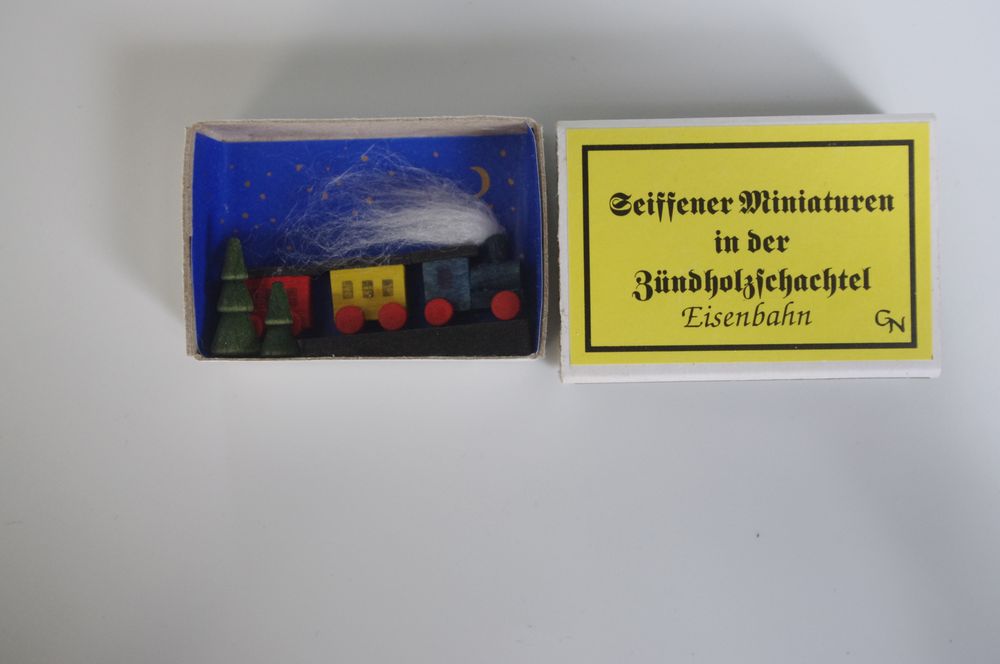 Seiffener Miniaturen
in der
Zündholzschachtel
Eisenbahn
GN